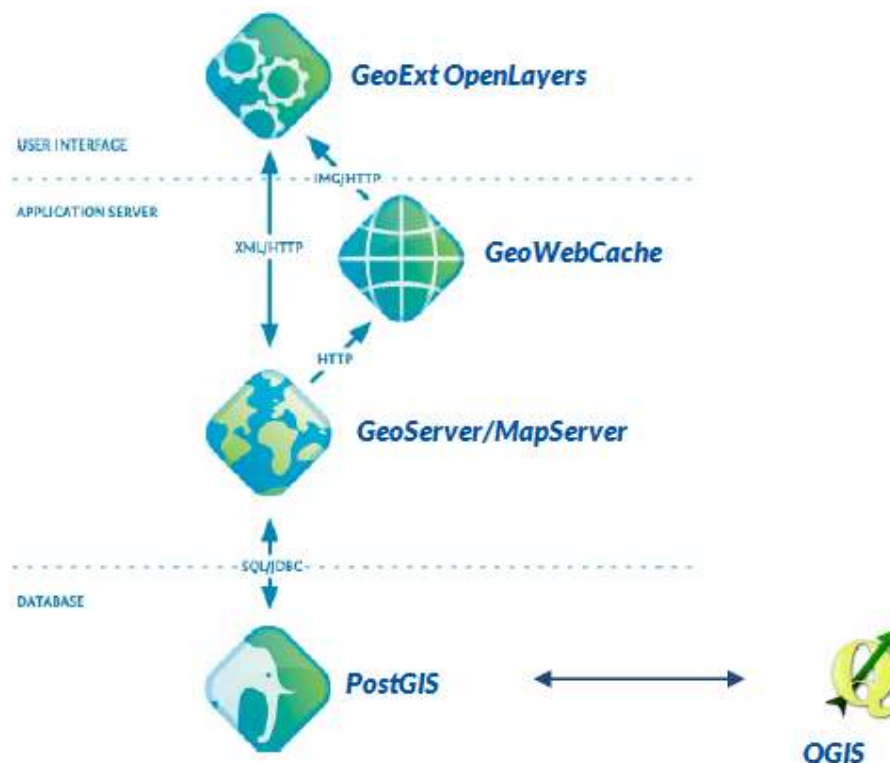 GeoExt OpenLayers
USER INTERFACE
IMG/HTTP
APPLICATION SERVER
XML/HTTP
GeoWebCache
HTTP
GeoServer/MapServer
SQL/JDBC
DATABASE
PostGIS
QGIS